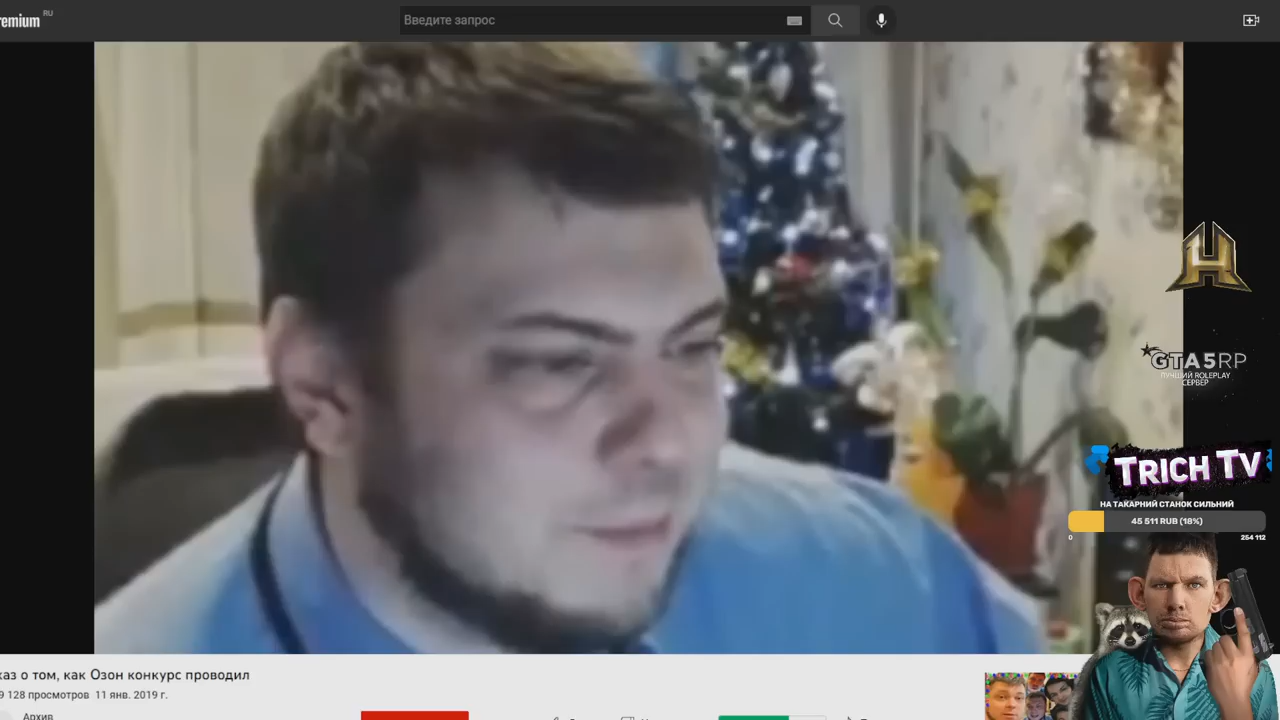 remium RU
Введите запрос
GTA5RP
ЛУЧШИЙ ROLEPLAY
СЕРВЕР
TRICH TV
НА ТАКАРНИЙ СТАНОК СИЛЬНИЙ
45 511 RUB (18%)
0 254 112
каз о том, как Озон конкурс проводил
9 128 просмотров 11 янв. 2019 г.
Архив